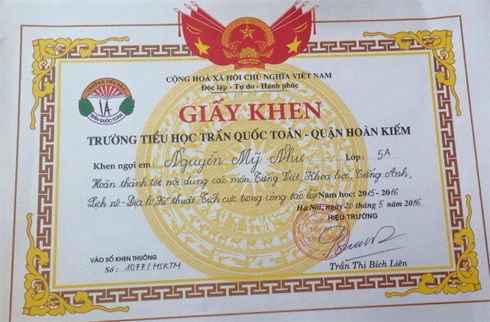 CỘNG HOÀ XÃ HỘI CHỦ NGHĨA VIỆT NAM
Độc lập - Tự do - Hạnh phúc
GIẤY KHEN
TRƯỜNG TIỂU HỌC TRẦN QUỐC TOẢN - QUẬN HOÀN KIẾM
TRẦN QUỐC TOẢN
Khen ngợi em: Nguyễn Mỹ Như Lớp: 5A
Hoàn thành tốt nội dung các môn: Tiếng Việt, Khoa học, Tiếng Anh,
Lịch sử - Địa lí, Kĩ thuật. Tích cực trong công tác Năm học: 2015 - 2016
Hà Nội, ngày 20 tháng 5 năm 2016
HIỆU TRƯỞNG
VÀO SỔ KHEN THƯỞNG
Số: 1077/HSKTM
Trần Thị Bích Liên